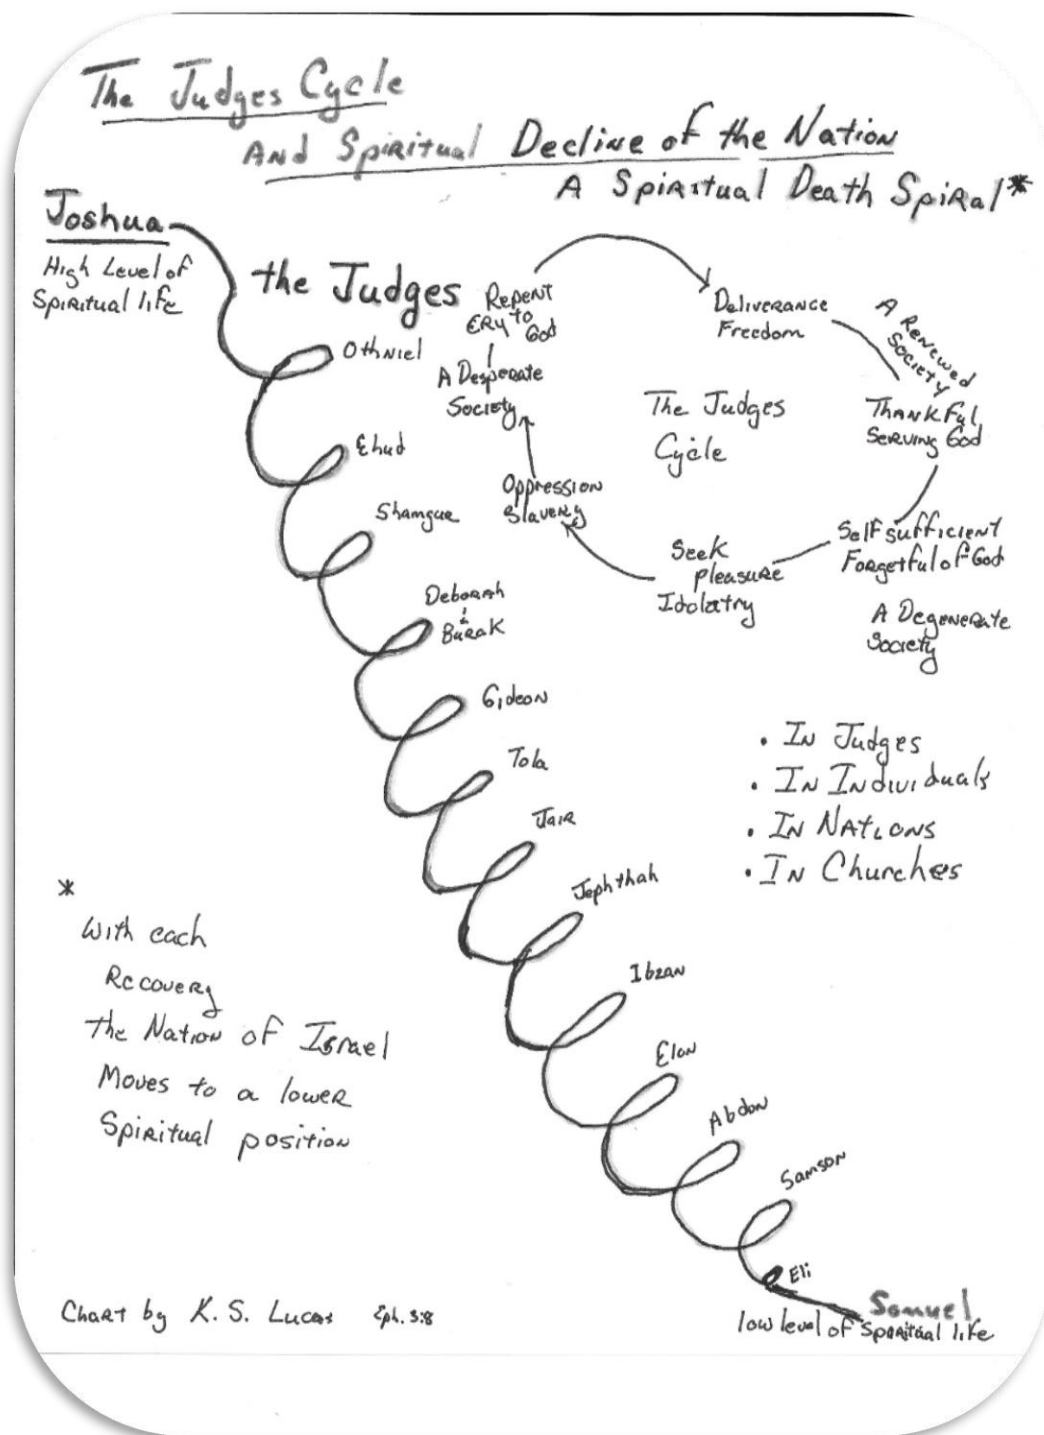 The Judges Cycle
And Spiritual Decline of the Nation
A Spiritual Death Spiral*
Joshua
High Level of
Spiritual life
the Judges
Othniel
Ehud
Shamgar
Deborah
&
Barak
Gideon
Tola
Jair
Jephthah
Ibzan
Elon
Abdon
Samson
Eli
Samuel
low level of Spiritual life
Repent
Cry to
God
A Desperate
Society
Oppression
Slavery
Deliverance
Freedom
A Renewed
Society
Thankful
Serving God
The Judges
Cycle
Self sufficient
Forgetful of God
Seek
pleasure
Idolatry
A Degenerate
Society
• In Judges
• In Individuals
• In Nations
• In Churches
*
With each
Recovery
the Nation of Israel
Moves to a lower
Spiritual position
Chart by K. S. Lucas Eph. 3:8